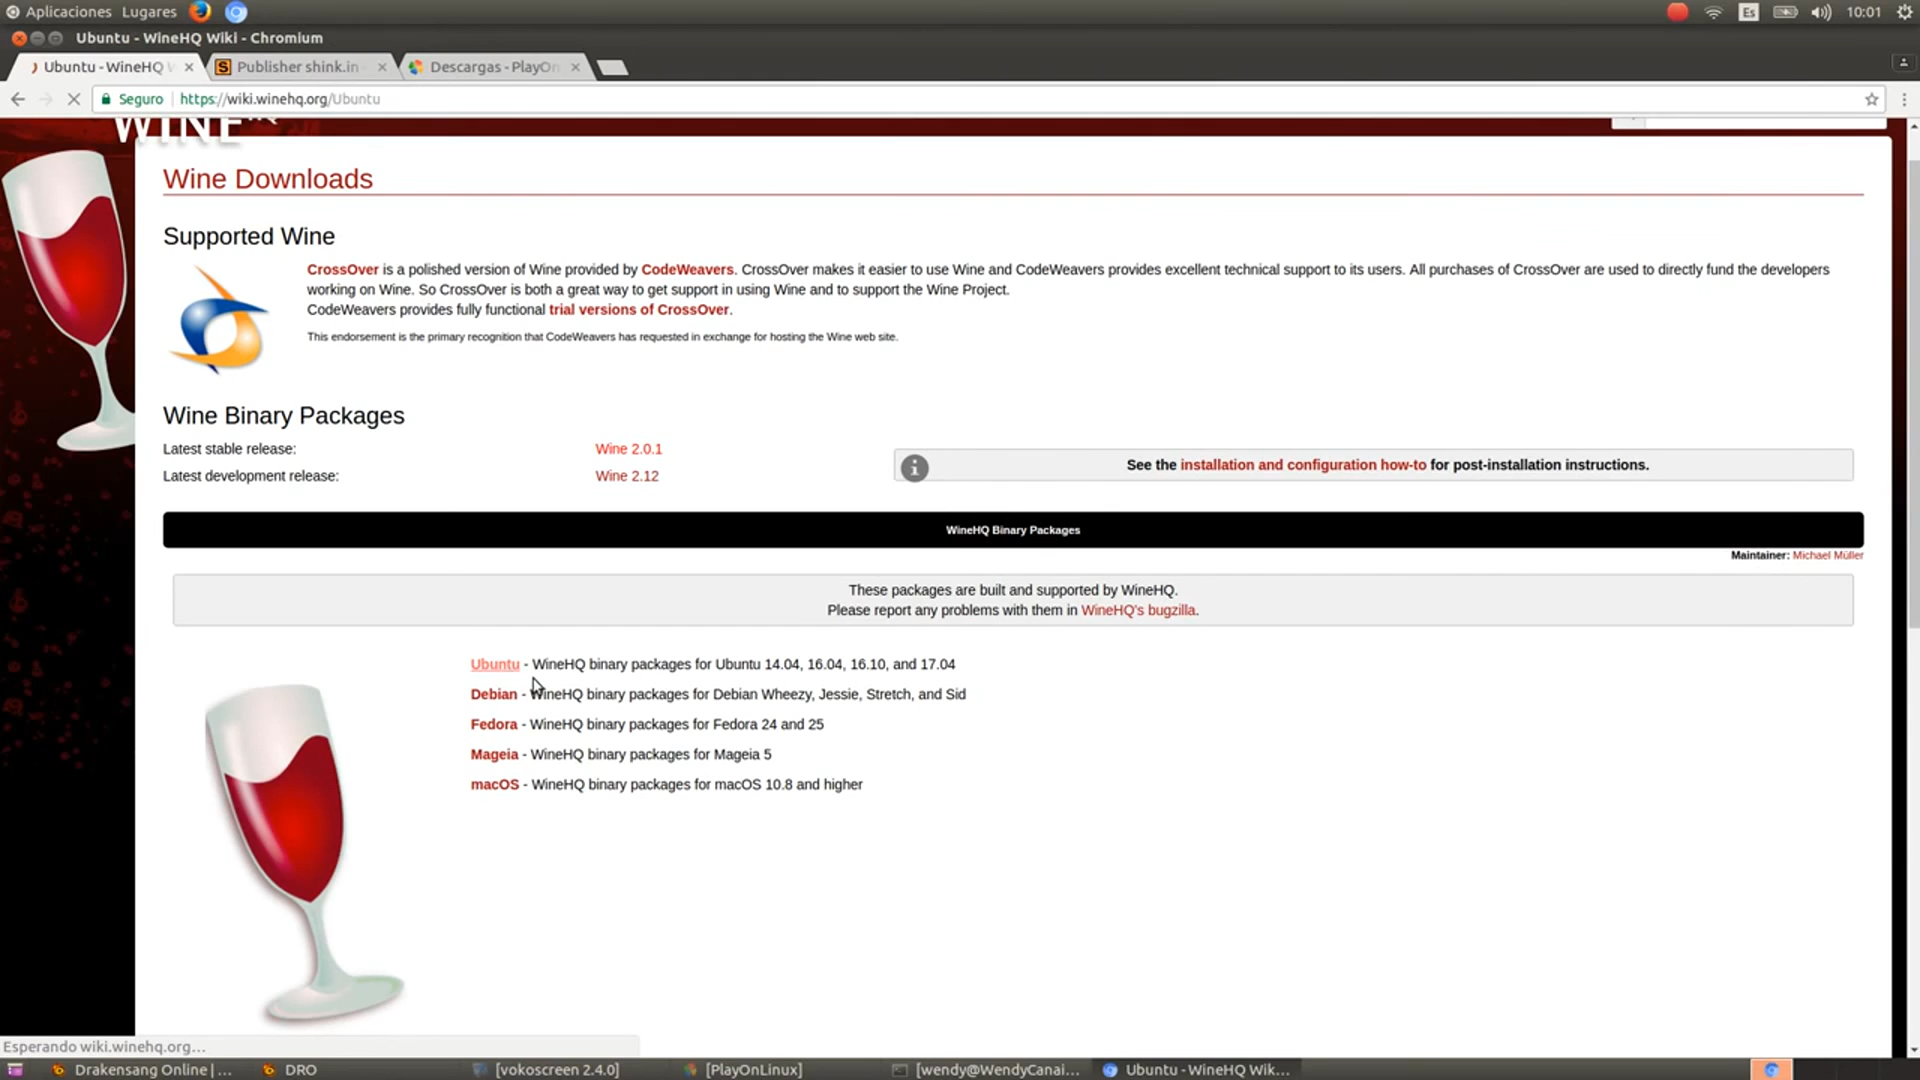 Aplicaciones Lugares
Es 10:01
Ubuntu - WineHQ Wiki - Chromium
Ubuntu - WineHQ W
Publisher shink.in -
Descargas - PlayOn
Seguro https://wiki.winehq.org/Ubuntu
WINE HQ
Wine Downloads
Supported Wine
CrossOver is a polished version of Wine provided by CodeWeavers. CrossOver makes it easier to use Wine and CodeWeavers provides excellent technical support to its users. All purchases of CrossOver are used to directly fund the developers
working on Wine. So CrossOver is both a great way to get support in using Wine and to support the Wine Project.
CodeWeavers provides fully functional trial versions of CrossOver.
This endorsement is the primary recognition that CodeWeavers has requested in exchange for hosting the Wine web site.
Wine Binary Packages
Latest stable release: Wine 2.0.1
See the installation and configuration how-to for post-installation instructions.
Latest development release: Wine 2.12
WineHQ Binary Packages
Maintainer: Michael Müller
These packages are built and supported by WineHQ.
Please report any problems with them in WineHQ's bugzilla.
Ubuntu - WineHQ binary packages for Ubuntu 14.04, 16.04, 16.10, and 17.04
Debian - WineHQ binary packages for Debian Wheezy, Jessie, Stretch, and Sid
Fedora - WineHQ binary packages for Fedora 24 and 25
Mageia - WineHQ binary packages for Mageia 5
macOS - WineHQ binary packages for macOS 10.8 and higher
Esperando wiki.winehq.org...
Drakensang Online | ...
DRO
[vokoscreen 2.4.0]
[PlayOnLinux]
[wendy@WendyCanai...
Ubuntu - WineHQ Wik...